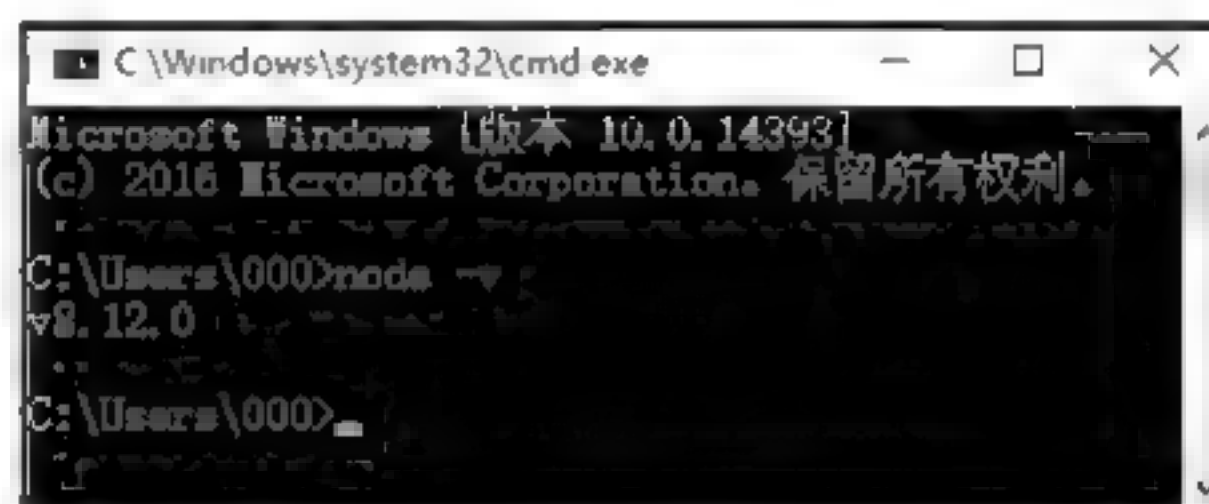 C:\Windows\system32\cmd.exe
Microsoft Windows [版本 10.0.14393]
(c) 2016 Microsoft Corporation。保留所有权利。
C:\Users\000>node -v
v8.12.0
C:\Users\000>